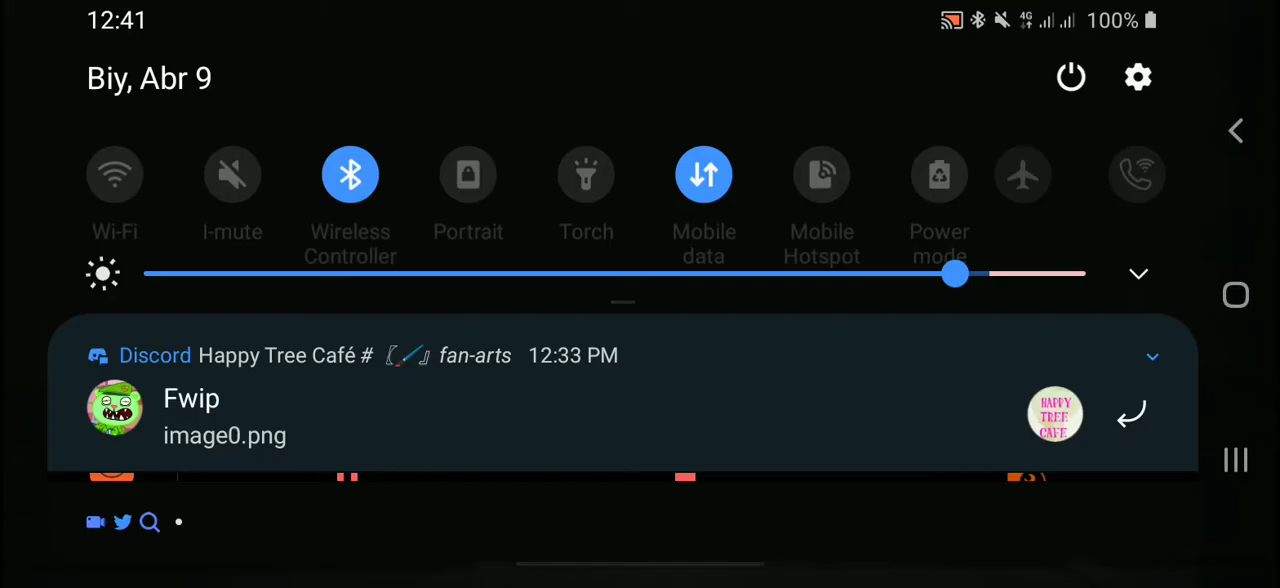 12:41
4G 100%
Biy, Abr 9
Wi-Fi I-mute Wireless Controller Portrait Torch Mobile data Mobile Hotspot Power mode
Discord Happy Tree Café # 〖🖌️〗fan-arts 12:33 PM
Fwip
image0.png
HAPPY
TREE
CAFE